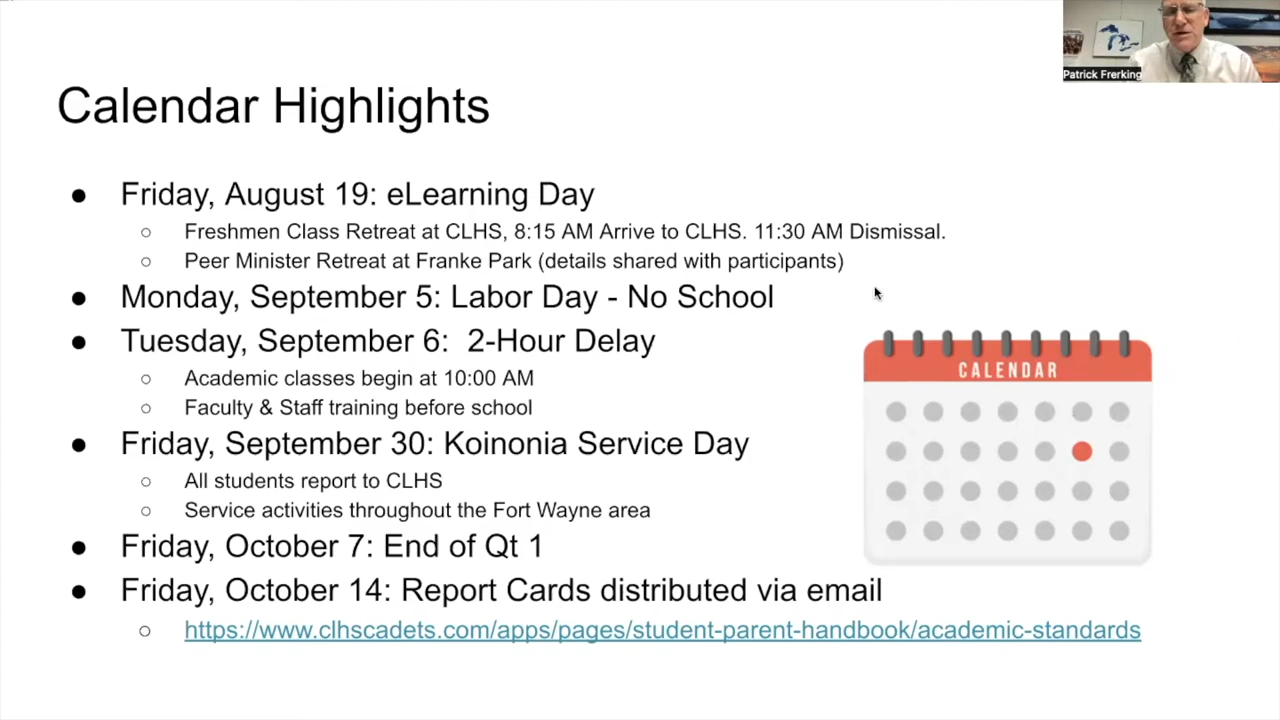 Patrick Frerking
Calendar Highlights
● Friday, August 19: eLearning Day
○ Freshmen Class Retreat at CLHS, 8:15 AM Arrive to CLHS. 11:30 AM Dismissal.
○ Peer Minister Retreat at Franke Park (details shared with participants)
● Monday, September 5: Labor Day - No School
● Tuesday, September 6:  2-Hour Delay
○ Academic classes begin at 10:00 AM
○ Faculty & Staff training before school
● Friday, September 30: Koinonia Service Day
○ All students report to CLHS
○ Service activities throughout the Fort Wayne area
● Friday, October 7: End of Qt 1
● Friday, October 14: Report Cards distributed via email
○ https://www.clhscadets.com/apps/pages/student-parent-handbook/academic-standards
CALENDAR